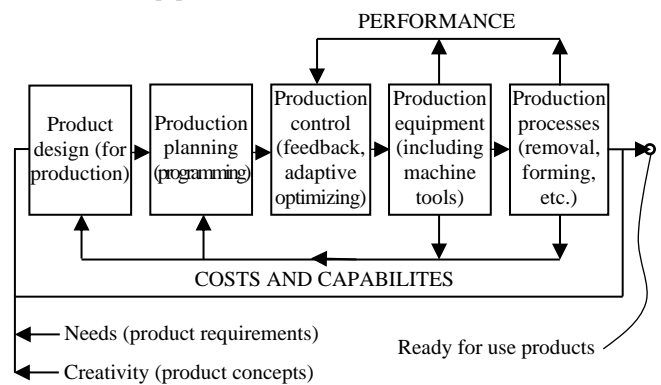 PERFORMANCE
Product
design (for
production)
Production
planning
(programming)
Production
control
(feedback,
adaptive
optimizing)
Production
equipment
(including
machine
tools)
Production
processes
(removal,
forming,
etc.)
COSTS AND CAPABILITES
Needs (product requirements)
Creativity (product concepts)
Ready for use products